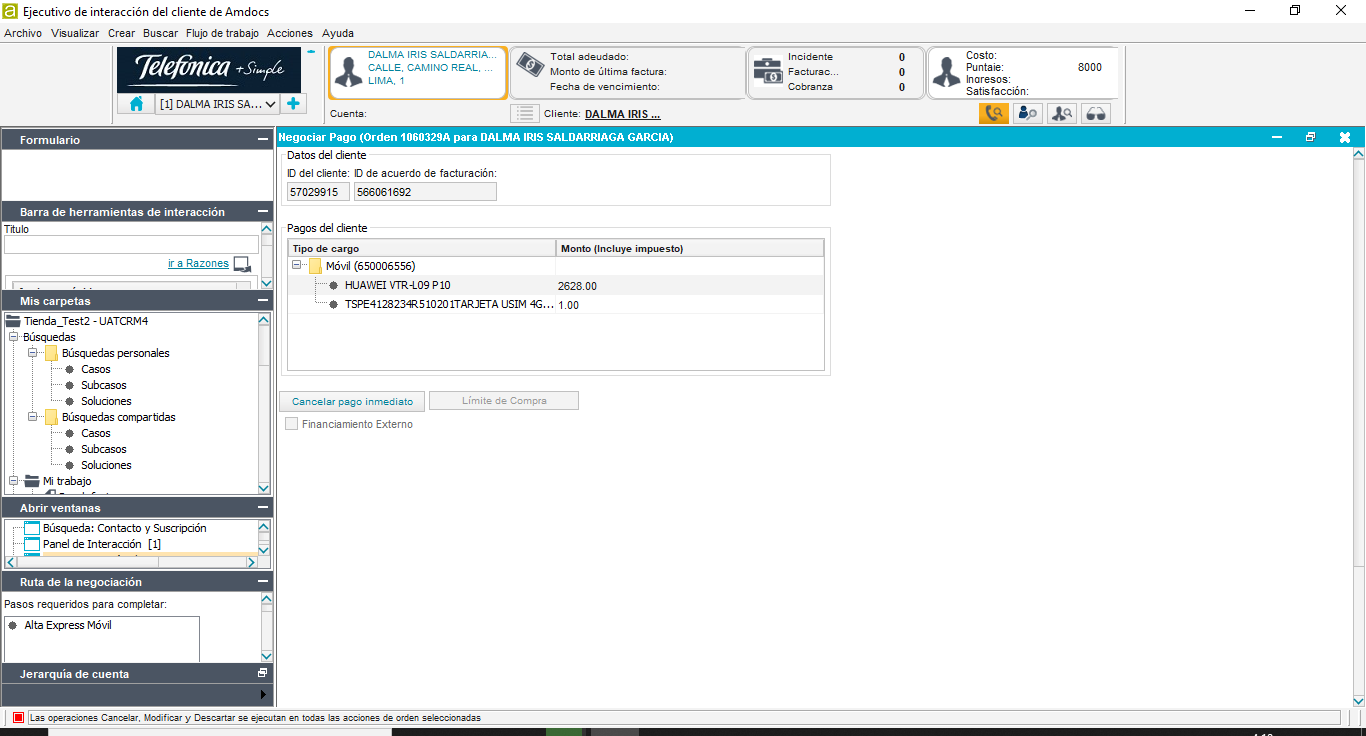 Ejecutivo de interacción del cliente de Amdocs
Archivo Visualizar Crear Buscar Flujo de trabajo Acciones Ayuda
Telefónica +Simple
[1] DALMA IRIS SA...
DALMA IRIS SALDARRIA...
CALLE, CAMINO REAL, ...
LIMA, 1
Total adeudado:
Monto de última factura:
Fecha de vencimiento:
Incidente 0
Facturac... 0
Cobranza 0
Costo:
Puntaie: 8000
Ingresos:
Satisfacción:
Cuenta:
Cliente: DALMA IRIS ...
Formulario
Barra de herramientas de interacción
Titulo
ir a Razones
Mis carpetas
Tienda_Test2 - UATCRM4
Búsquedas
Búsquedas personales
Casos
Subcasos
Soluciones
Búsquedas compartidas
Casos
Subcasos
Soluciones
Mi trabajo
Abrir ventanas
Búsqueda: Contacto y Suscripción
Panel de Interacción [1]
Ruta de la negociación
Pasos requeridos para completar:
Alta Express Móvil
Jerarquía de cuenta
Negociar Pago (Orden 1060329A para DALMA IRIS SALDARRIAGA GARCIA)
Datos del cliente
ID del cliente: ID de acuerdo de facturación:
57029915 566061692
Pagos del cliente
Tipo de cargo Monto (Incluye impuesto)
Móvil (650006556)
HUAWEI VTR-L09 P10 2628.00
TSPE4128234R510201TARJETA USIM 4G... 1.00
Cancelar pago inmediato Límite de Compra
Financiamiento Externo
Las operaciones Cancelar, Modificar y Descartar se ejecutan en todas las acciones de orden seleccionadas